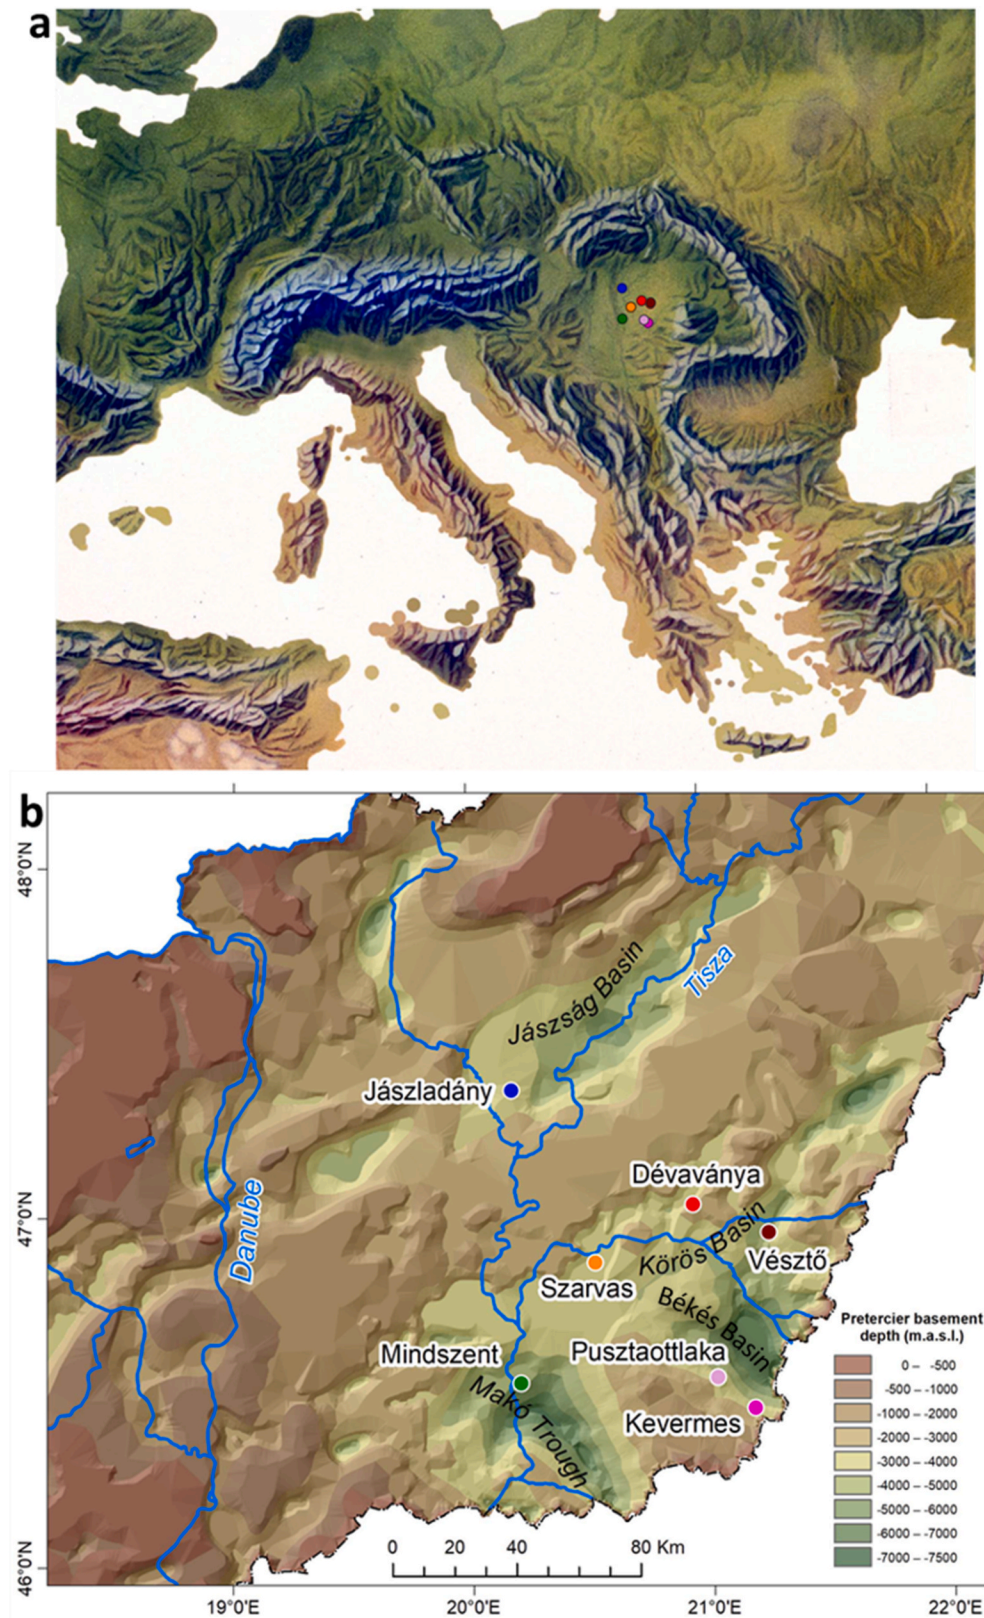 a
b
48°0'N
47°0'N
46°0'N
Jászság Basin
Tisza
Jászladány
Dévaványa
Danube
Körös Basin
Vésztő
Szarvas
Békés Basin
Mindszent
Pusztaottlaka
Makó Trough
Kevermes
Pretercier basement
depth (m.a.s.l.)
0 – -500
-500 – -1000
-1000 – -2000
-2000 – -3000
-3000 – -4000
-4000 – -5000
-5000 – -6000
-6000 – -7000
-7000 – -7500
0 20 40 80 Km
19°0'E 20°0'E 21°0'E 22°0'E